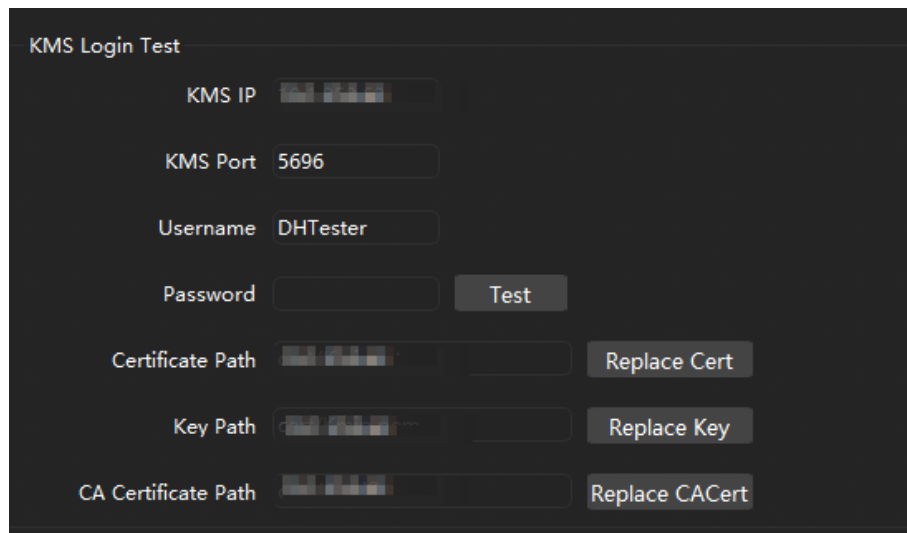 KMS Login Test
KMS IP
KMS Port 5696
Username DHTester
Password Test
Certificate Path Replace Cert
Key Path Replace Key
CA Certificate Path Replace CACert